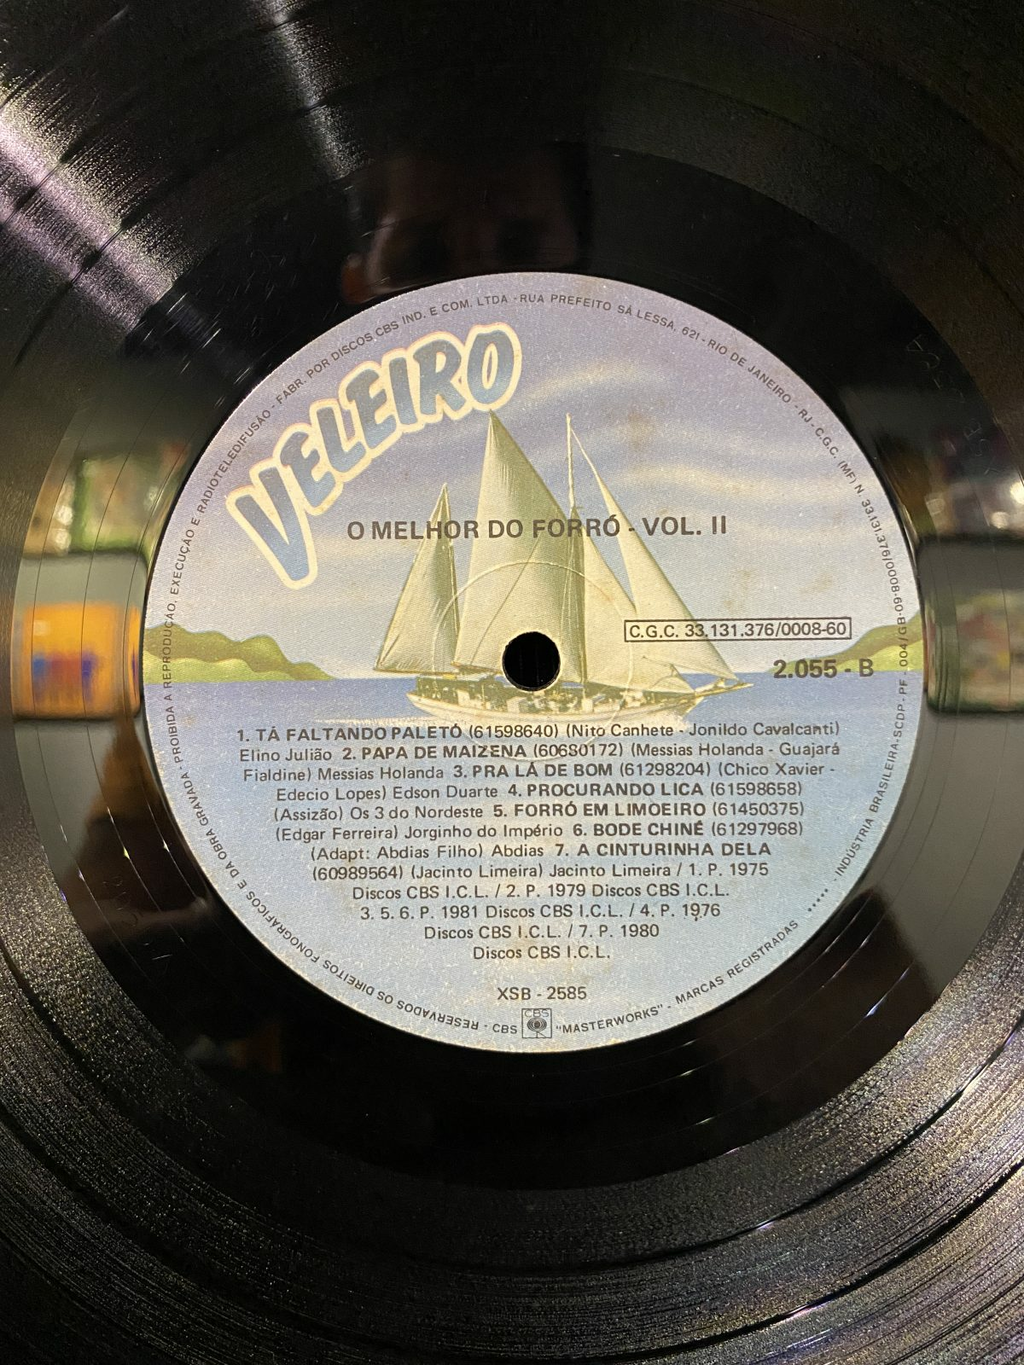 FABR. POR DISCOS CBS IND. E COM. LTDA · RUA PREFEITO SÁ LESSA, 621 - RIO DE JANEIRO - RJ - C.G.C. (MF) N. 33.131.376/0008-60
VELEIRO
O MELHOR DO FORRÓ - VOL. II
C.G.C. 33.131.376/0008-60
2.055 - B
1. TÁ FALTANDO PALETÓ (61598640) (Nito Canhete - Jonildo Cavalcanti)
Elino Julião 2. PAPA DE MAIZENA (60680172) (Messias Holanda - Guajará
Fialdine) Messias Holanda 3. PRA LÁ DE BOM (61298204) (Chico Xavier -
Edecio Lopes) Edson Duarte 4. PROCURANDO LICA (61598658)
(Assizão) Os 3 do Nordeste 5. FORRÓ EM LIMOEIRO (61450375)
(Edgar Ferreira) Jorginho do Império 6. BODE CHINÉ (61297968)
(Adapt: Abdias Filho) Abdias 7. A CINTURINHA DELA
(60989564) (Jacinto Limeira) Jacinto Limeira / 1. P. 1975
Discos CBS I.C.L. / 2. P. 1979 Discos CBS I.C.L.
3. 5. 6. P. 1981 Discos CBS I.C.L. / 4. P. 1976
Discos CBS I.C.L. / 7. P. 1980
Discos CBS I.C.L.
XSB - 2585
CBS
CBS "MASTERWORKS" - MARCAS REGISTRADAS ····· INDÚSTRIA BRASILEIRA-SCDP- PF - 004/GB-09
RESERVADOS OS DIREITOS FONOGRÁFICOS E DA OBRA GRAVADA - PROIBIDA A REPRODUÇÃO, EXECUÇÃO E RADIOTELEDIFUSÃO